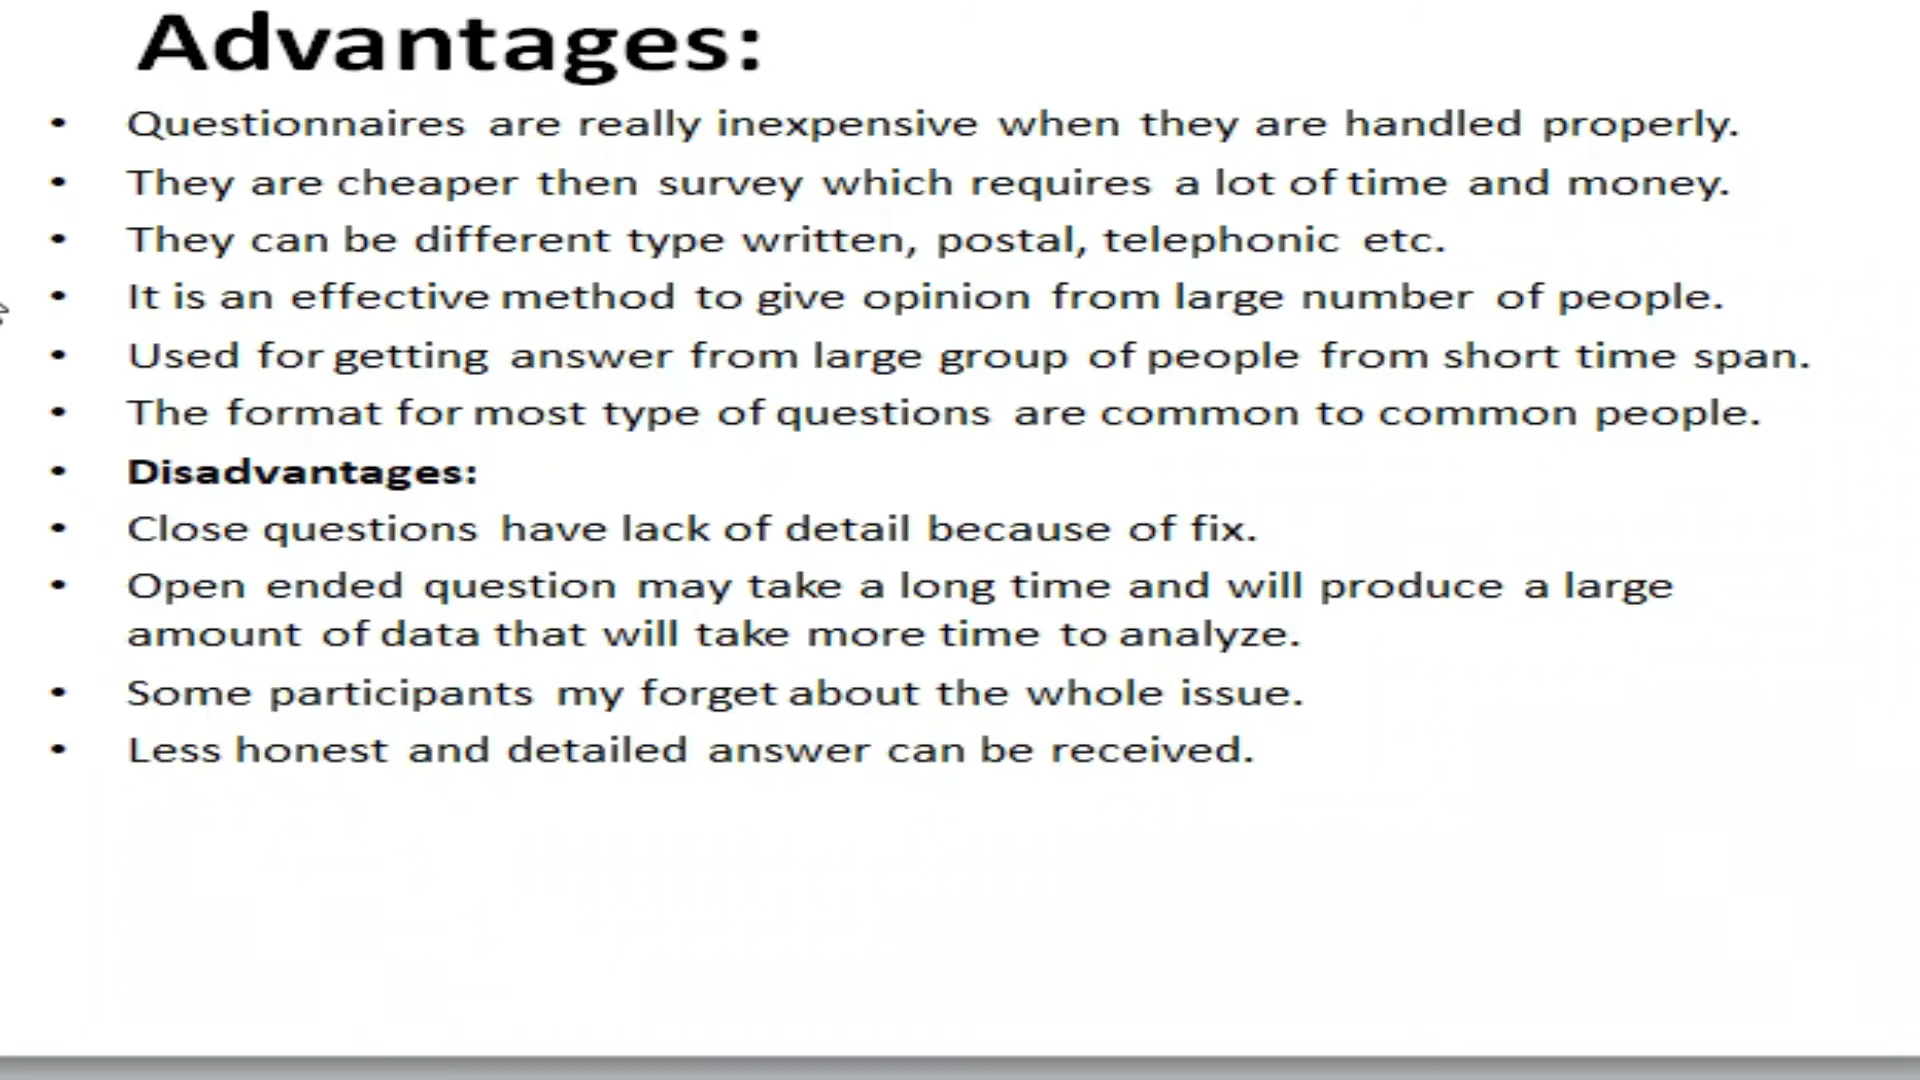 Advantages:
• Questionnaires are really inexpensive when they are handled properly.
• They are cheaper then survey which requires a lot of time and money.
• They can be different type written, postal, telephonic etc.
• It is an effective method to give opinion from large number of people.
• Used for getting answer from large group of people from short time span.
• The format for most type of questions are common to common people.
• Disadvantages:
• Close questions have lack of detail because of fix.
• Open ended question may take a long time and will produce a large
amount of data that will take more time to analyze.
• Some participants my forget about the whole issue.
• Less honest and detailed answer can be received.